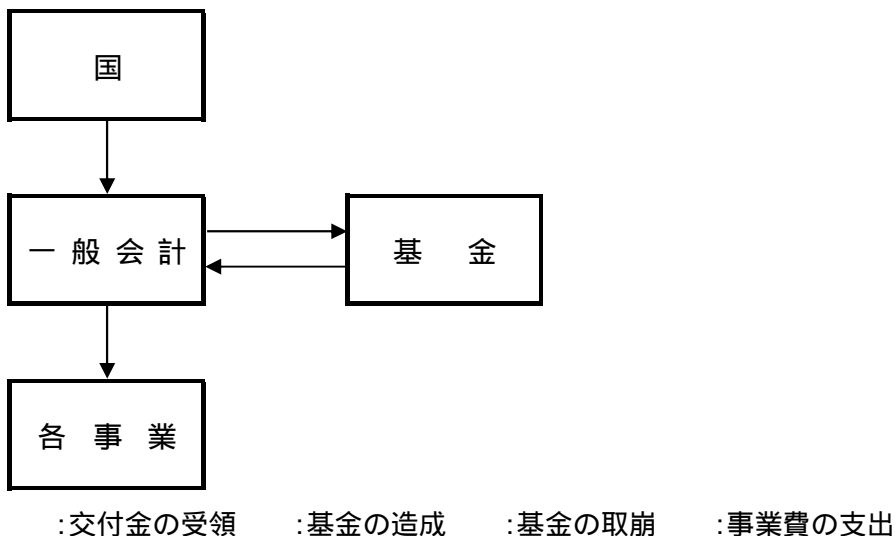 国
一般会計
基金
各事業
:交付金の受領 :基金の造成 :基金の取崩 :事業費の支出